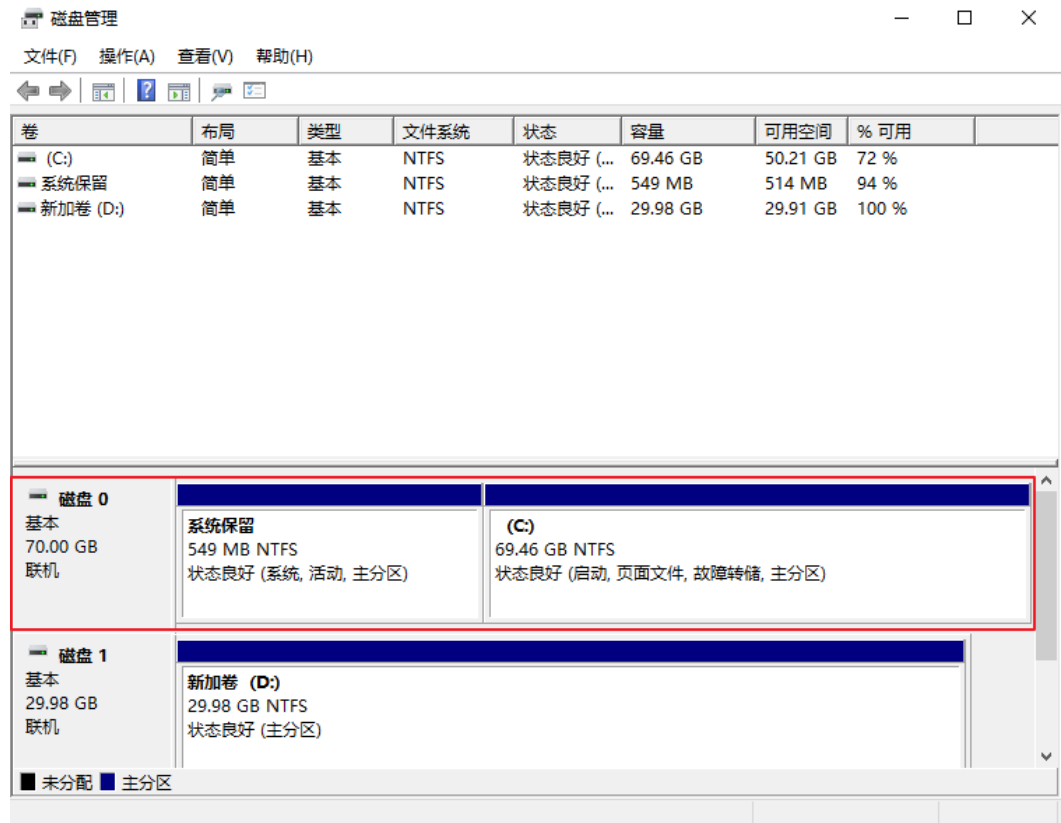 磁盘管理
文件(F) 操作(A) 查看(V) 帮助(H)
卷 布局 类型 文件系统 状态 容量 可用空间 % 可用
(C:) 简单 基本 NTFS 状态良好 (... 69.46 GB 50.21 GB 72 %
系统保留 简单 基本 NTFS 状态良好 (... 549 MB 514 MB 94 %
新加卷 (D:) 简单 基本 NTFS 状态良好 (... 29.98 GB 29.91 GB 100 %
磁盘 0
基本
70.00 GB
联机
系统保留
549 MB NTFS
状态良好 (系统, 活动, 主分区)
(C:)
69.46 GB NTFS
状态良好 (启动, 页面文件, 故障转储, 主分区)
磁盘 1
基本
29.98 GB
联机
新加卷 (D:)
29.98 GB NTFS
状态良好 (主分区)
未分配 主分区